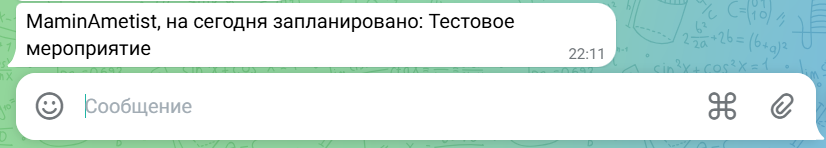 MaminAmetist, на сегодня запланировано: Тестовое
мероприятие
22:11
Сообщение